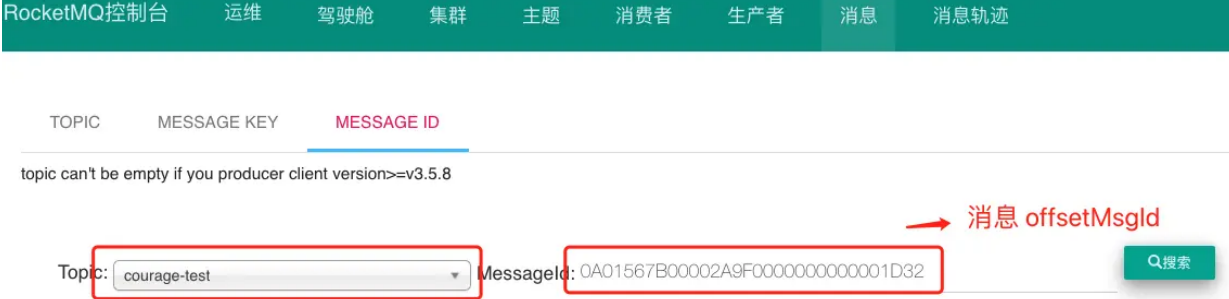 RocketMQ控制台 运维 驾驶舱 集群 主题 消费者 生产者 消息 消息轨迹
TOPIC MESSAGE KEY MESSAGE ID
topic can't be empty if you producer client version>=v3.5.8
消息 offsetMsgId
Topic: courage-test MessageId: 0A01567B00002A9F0000000000001D32 搜索